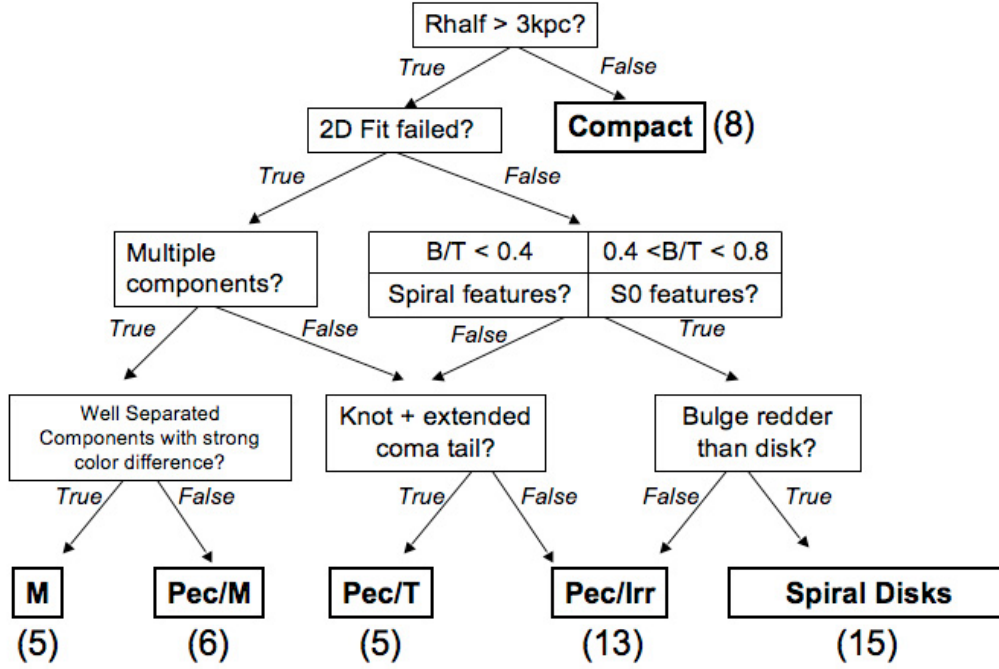 Rhalf > 3kpc?
True
False
2D Fit failed?
Compact (8)
True
False
Multiple
components?
B/T < 0.4
0.4 <B/T < 0.8
Spiral features?
S0 features?
True
False
False
True
Well Separated
Components with strong
color difference?
Knot + extended
coma tail?
Bulge redder
than disk?
True
False
True
False
False
True
M
Pec/M
Pec/T
Pec/Irr
Spiral Disks
(5)
(6)
(5)
(13)
(15)